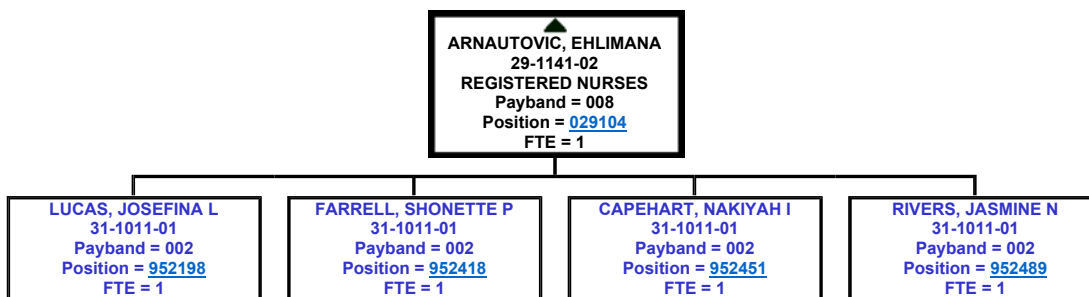 ARNAUTOVIC, EHLIMANA
29-1141-02
REGISTERED NURSES
Payband = 008
Position = 029104
FTE = 1
LUCAS, JOSEFINA L
31-1011-01
Payband = 002
Position = 952198
FTE = 1
FARRELL, SHONETTE P
31-1011-01
Payband = 002
Position = 952418
FTE = 1
CAPEHART, NAKIYAH I
31-1011-01
Payband = 002
Position = 952451
FTE = 1
RIVERS, JASMINE N
31-1011-01
Payband = 002
Position = 952489
FTE = 1